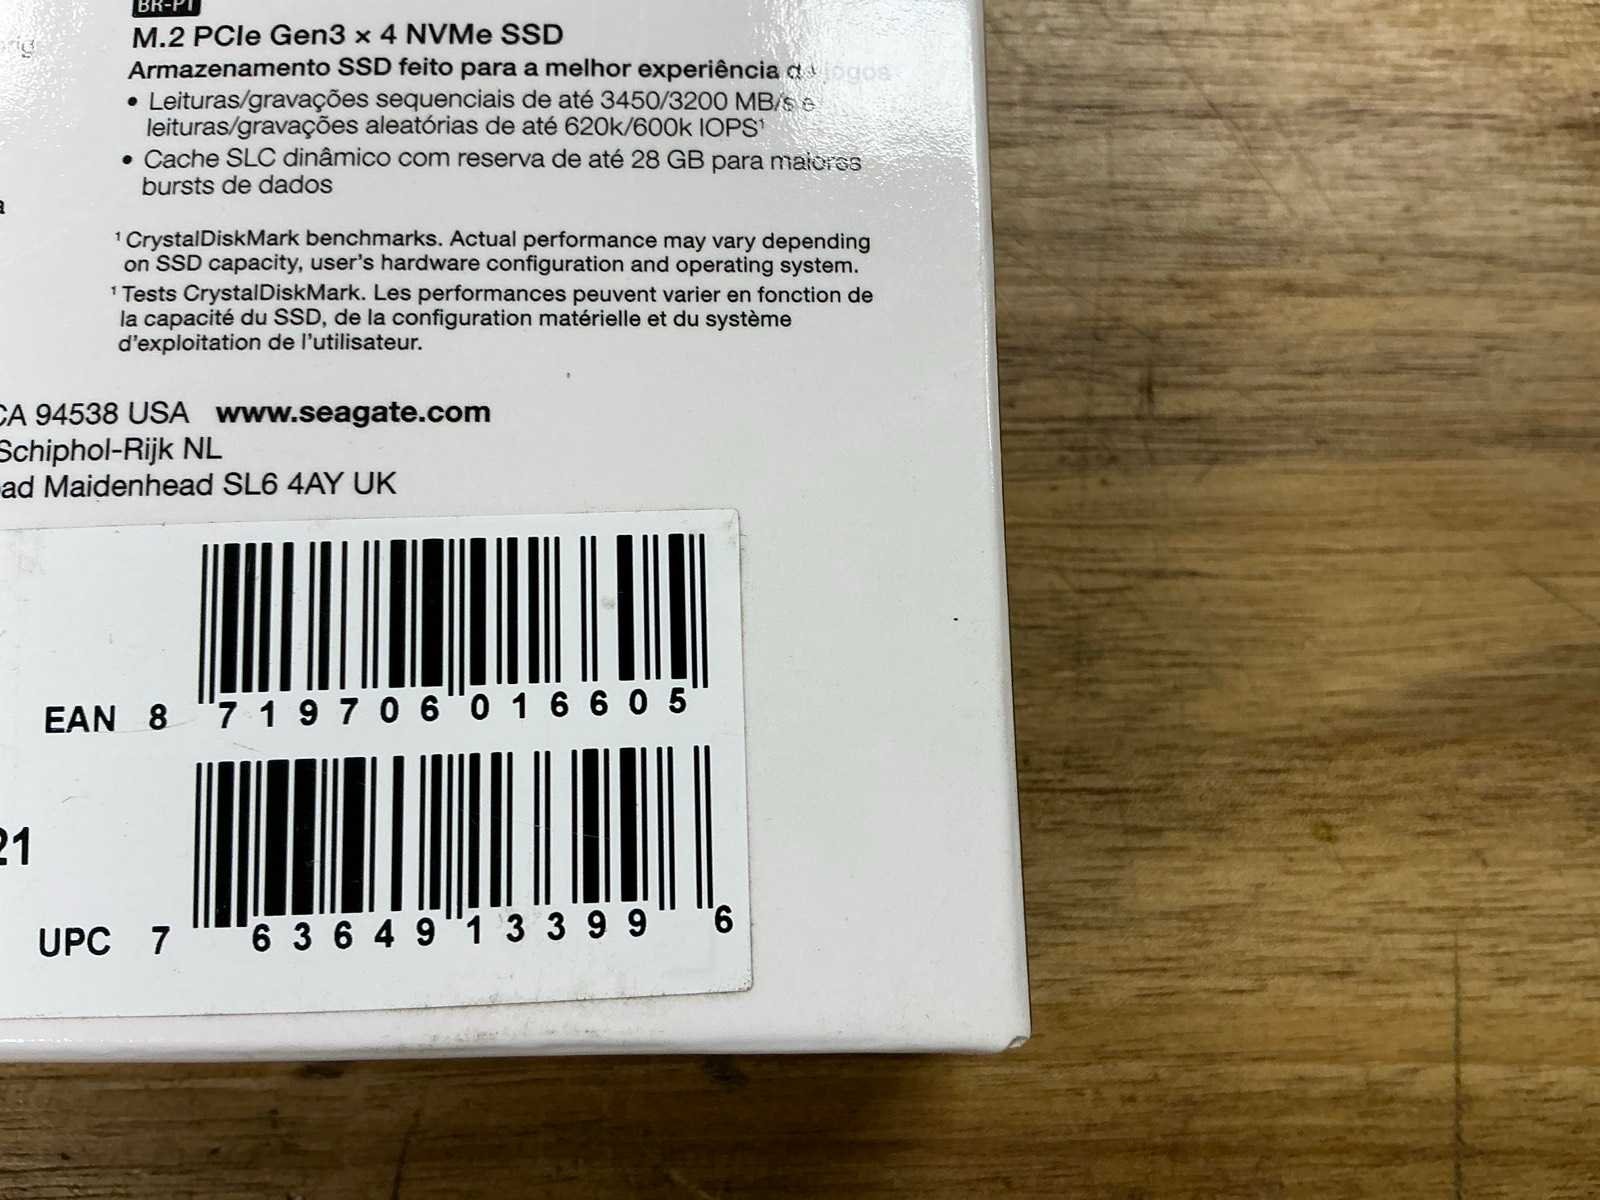 BR-PT
M.2 PCIe Gen3 × 4 NVMe SSD
Armazenamento SSD feito para a melhor experiência de jogos
• Leituras/gravações sequenciais de até 3450/3200 MB/s e
leituras/gravações aleatórias de até 620k/600k IOPS¹
• Cache SLC dinâmico com reserva de até 28 GB para maiores
bursts de dados
¹ CrystalDiskMark benchmarks. Actual performance may vary depending
on SSD capacity, user's hardware configuration and operating system.
¹ Tests CrystalDiskMark. Les performances peuvent varier en fonction de
la capacité du SSD, de la configuration matérielle et du système
d'exploitation de l'utilisateur.
CA 94538 USA www.seagate.com
Schiphol-Rijk NL
Maidenhead SL6 4AY UK
EAN 8 719706 016605
21
UPC 7 63649 13399 6